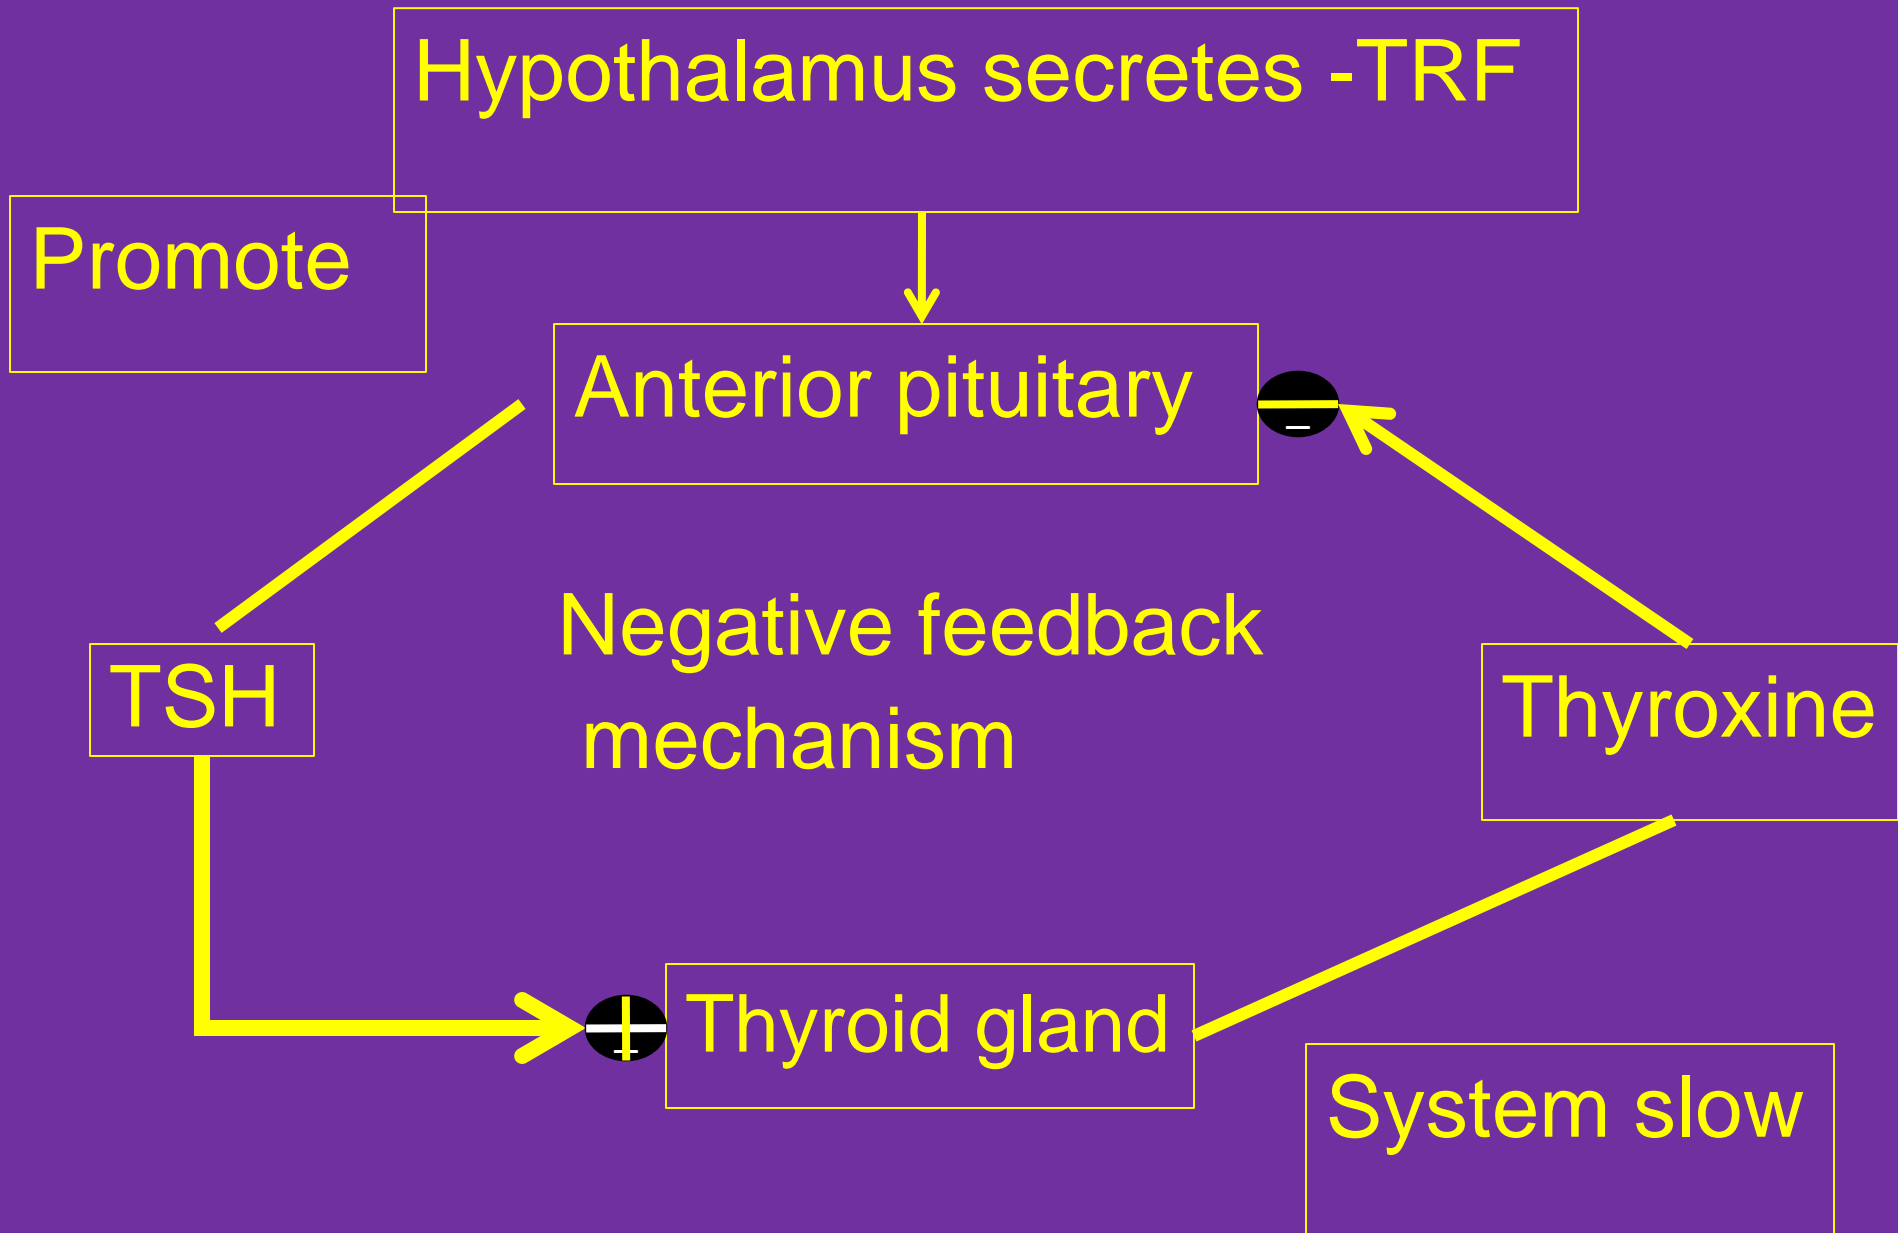 Hypothalamus secretes -TRF
Promote
Anterior pituitary
Negative feedback
mechanism
TSH
Thyroxine
Thyroid gland
System slow